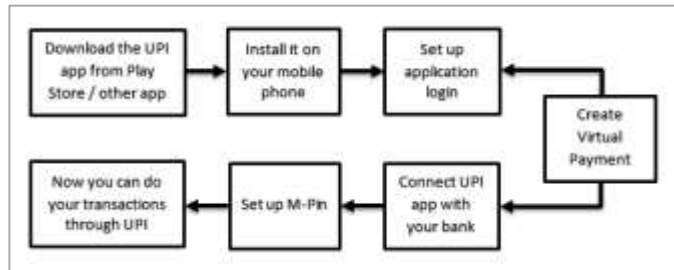 Download the UPI
app from Play
Store / other app
Install it on
your mobile
phone
Set up
application
login
Create
Virtual
Payment
Connect UPI
app with
your bank
Set up M-Pin
Now you can do
your transactions
through UPI